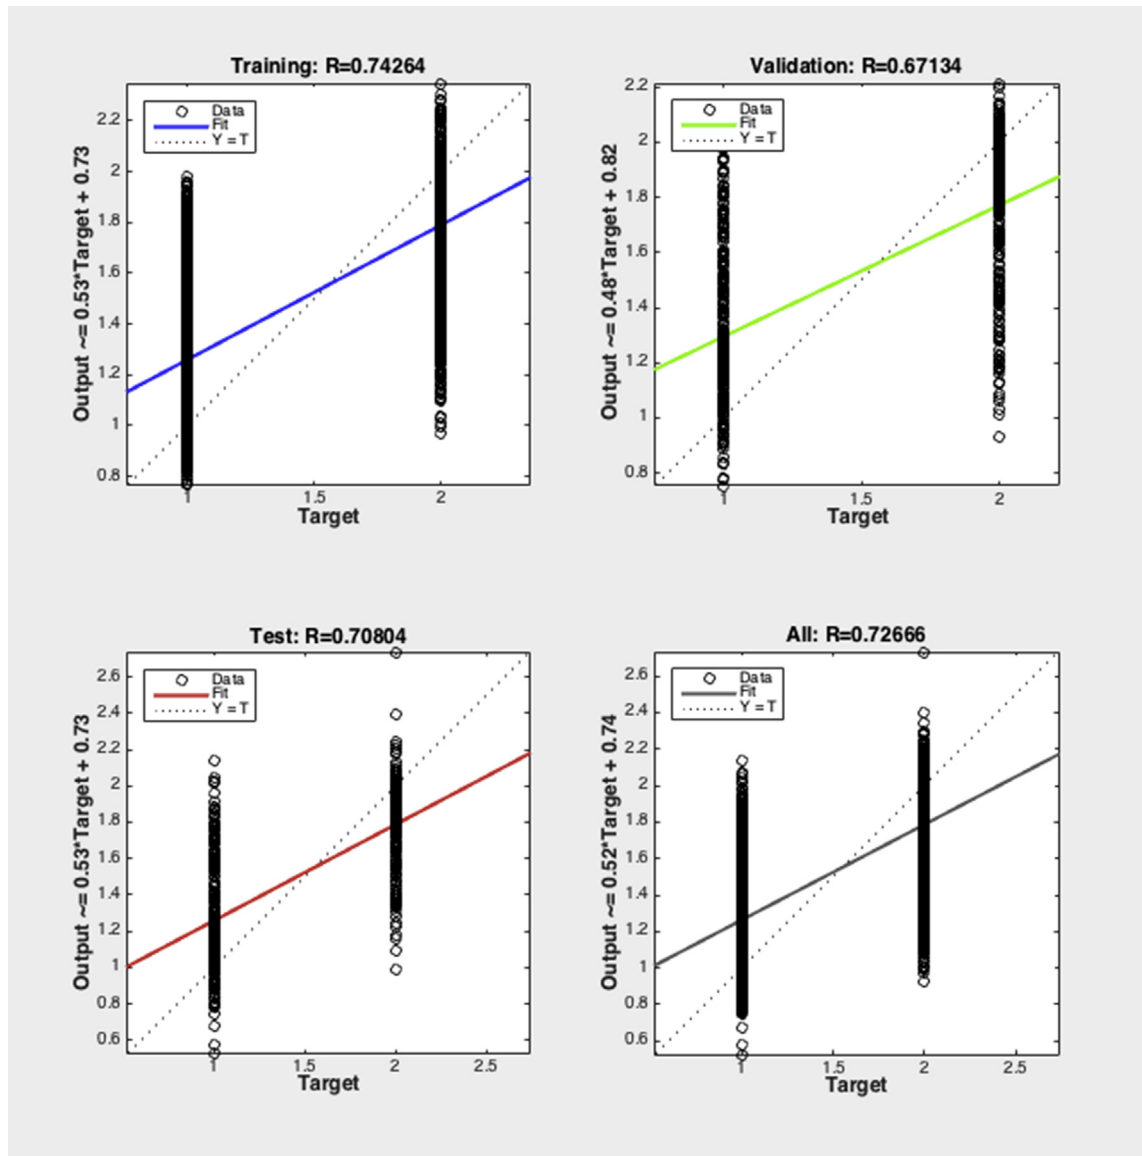 Training: R=0.74264
Output ~= 0.53*Target + 0.73
2.2
2
1.8
1.6
1.4
1.2
1
0.8
Data
Fit
Y = T
1
1.5
2
Target
Validation: R=0.67134
Output ~= 0.48*Target + 0.82
2.2
2
1.8
1.6
1.4
1.2
1
0.8
Data
Fit
Y = T
1
1.5
2
Target
Test: R=0.70804
Output ~= 0.53*Target + 0.73
2.6
2.4
2.2
2
1.8
1.6
1.4
1.2
1
0.8
0.6
Data
Fit
Y = T
1
1.5
2
2.5
Target
All: R=0.72666
Output ~= 0.52*Target + 0.74
2.6
2.4
2.2
2
1.8
1.6
1.4
1.2
1
0.8
0.6
Data
Fit
Y = T
1
1.5
2
2.5
Target